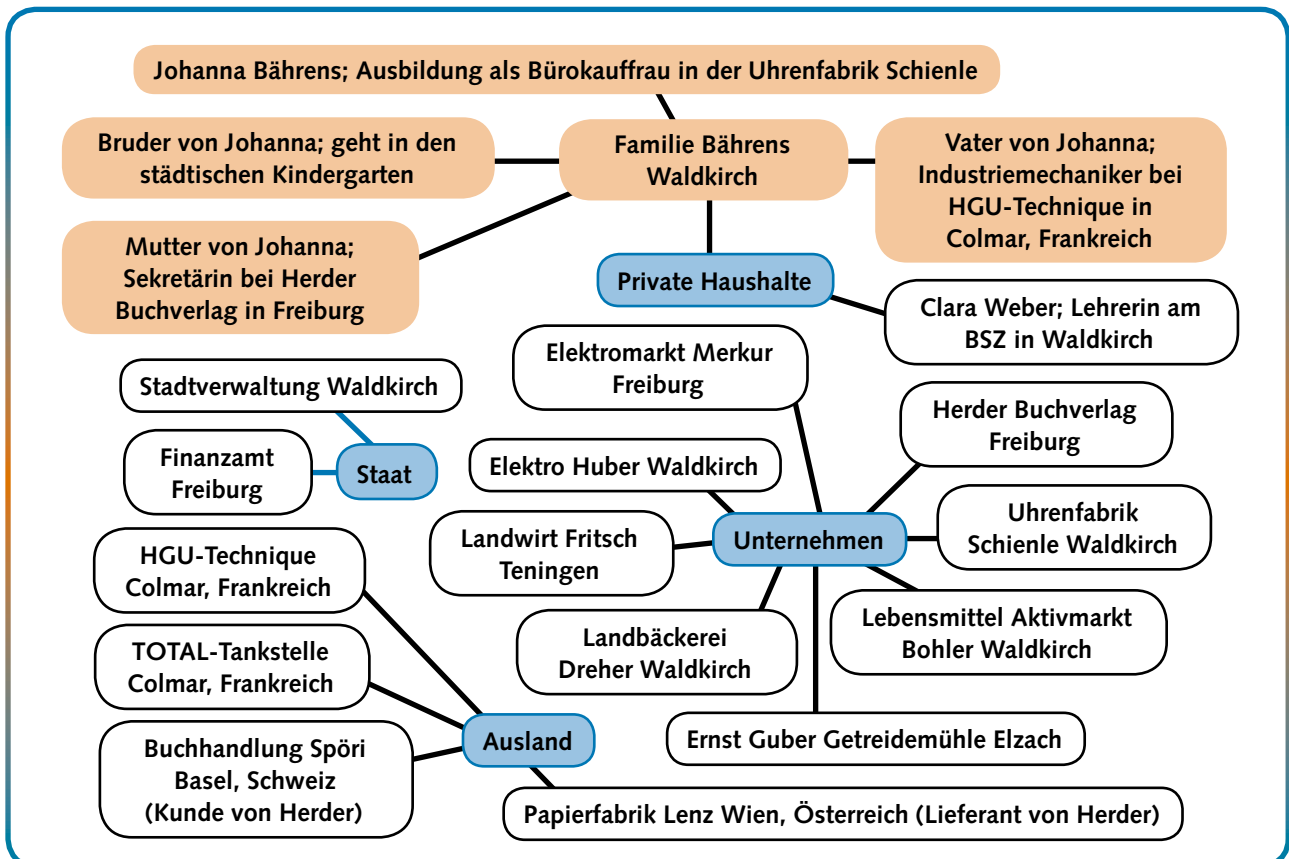 Johanna Bährens; Ausbildung als Bürokauffrau in der Uhrenfabrik Schienle
Bruder von Johanna; geht in den
städtischen Kindergarten
Familie Bährens
Waldkirch
Vater von Johanna;
Industriemechaniker bei
HGU-Technique in
Colmar, Frankreich
Mutter von Johanna;
Sekretärin bei Herder
Buchverlag in Freiburg
Private Haushalte
Clara Weber; Lehrerin am
BSZ in Waldkirch
Elektromarkt Merkur
Freiburg
Stadtverwaltung Waldkirch
Herder Buchverlag
Freiburg
Finanzamt
Freiburg
Staat
Elektro Huber Waldkirch
Uhrenfabrik
Schienle Waldkirch
Landwirt Fritsch
Teningen
Unternehmen
HGU-Technique
Colmar, Frankreich
Lebensmittel Aktivmarkt
Bohler Waldkirch
Landbäckerei
Dreher Waldkirch
TOTAL-Tankstelle
Colmar, Frankreich
Ausland
Ernst Guber Getreidemühle Elzach
Buchhandlung Spöri
Basel, Schweiz
(Kunde von Herder)
Papierfabrik Lenz Wien, Österreich (Lieferant von Herder)